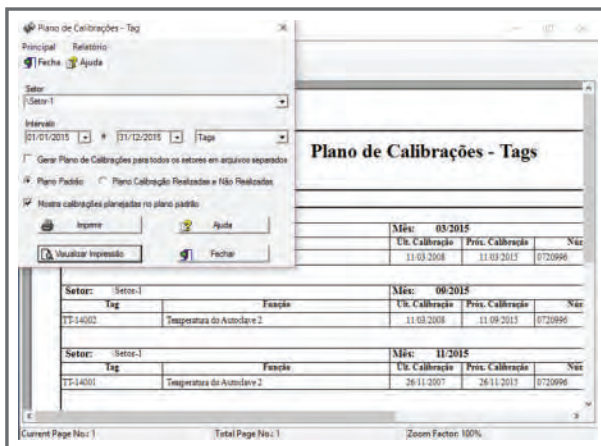 Plano de Calibrações - Tag
Principal Relatório
Fecha Ajuda
Setor
\Setor-1
Intervalo
01/01/2015 a 31/12/2015 Tags
Gerar Plano de Calibrações para todos os setores em arquivos separados
Plano Padrão Plano Calibração Realizadas e Não Realizadas
Mostra calibrações planejadas no plano padrão
Imprimir Ajuda
Visualizar Impressão Fechar
Plano de Calibrações - Tags
Mês: 03/2015
Últ. Calibração Próx. Calibração Núr
11/03/2008 11/03/2015 0720996
Setor: Setor-1 Mês: 09/2015
Tag Função Últ. Calibração Próx. Calibração Núr
TT-14002 Temperatura do Autoclave 2 11/03/2008 11/09/2015 0720996
Setor: Setor-1 Mês: 11/2015
Tag Função Últ. Calibração Próx. Calibração Núr
TT-14001 Temperatura do Autoclave 2 26/11/2007 26/11/2015 0720996
Current Page No.: 1 Total Page No.: 1 Zoom Factor: 100%